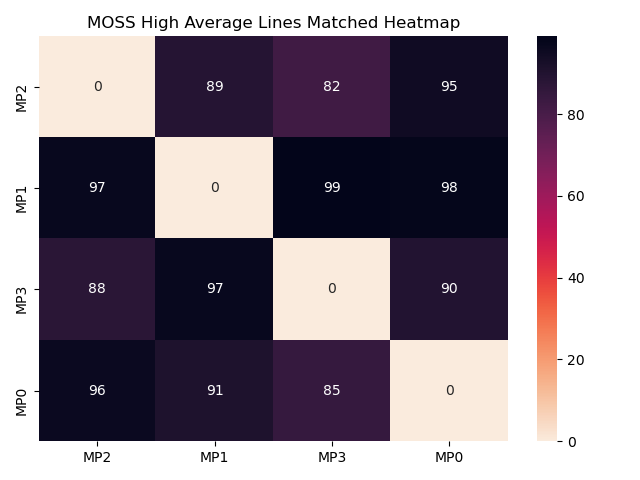 MOSS High Average Lines Matched Heatmap
MP2 0 89 82 95
MP1 97 0 99 98
MP3 88 97 0 90
MP0 96 91 85 0
MP2 MP1 MP3 MP0
80
60
40
20
0